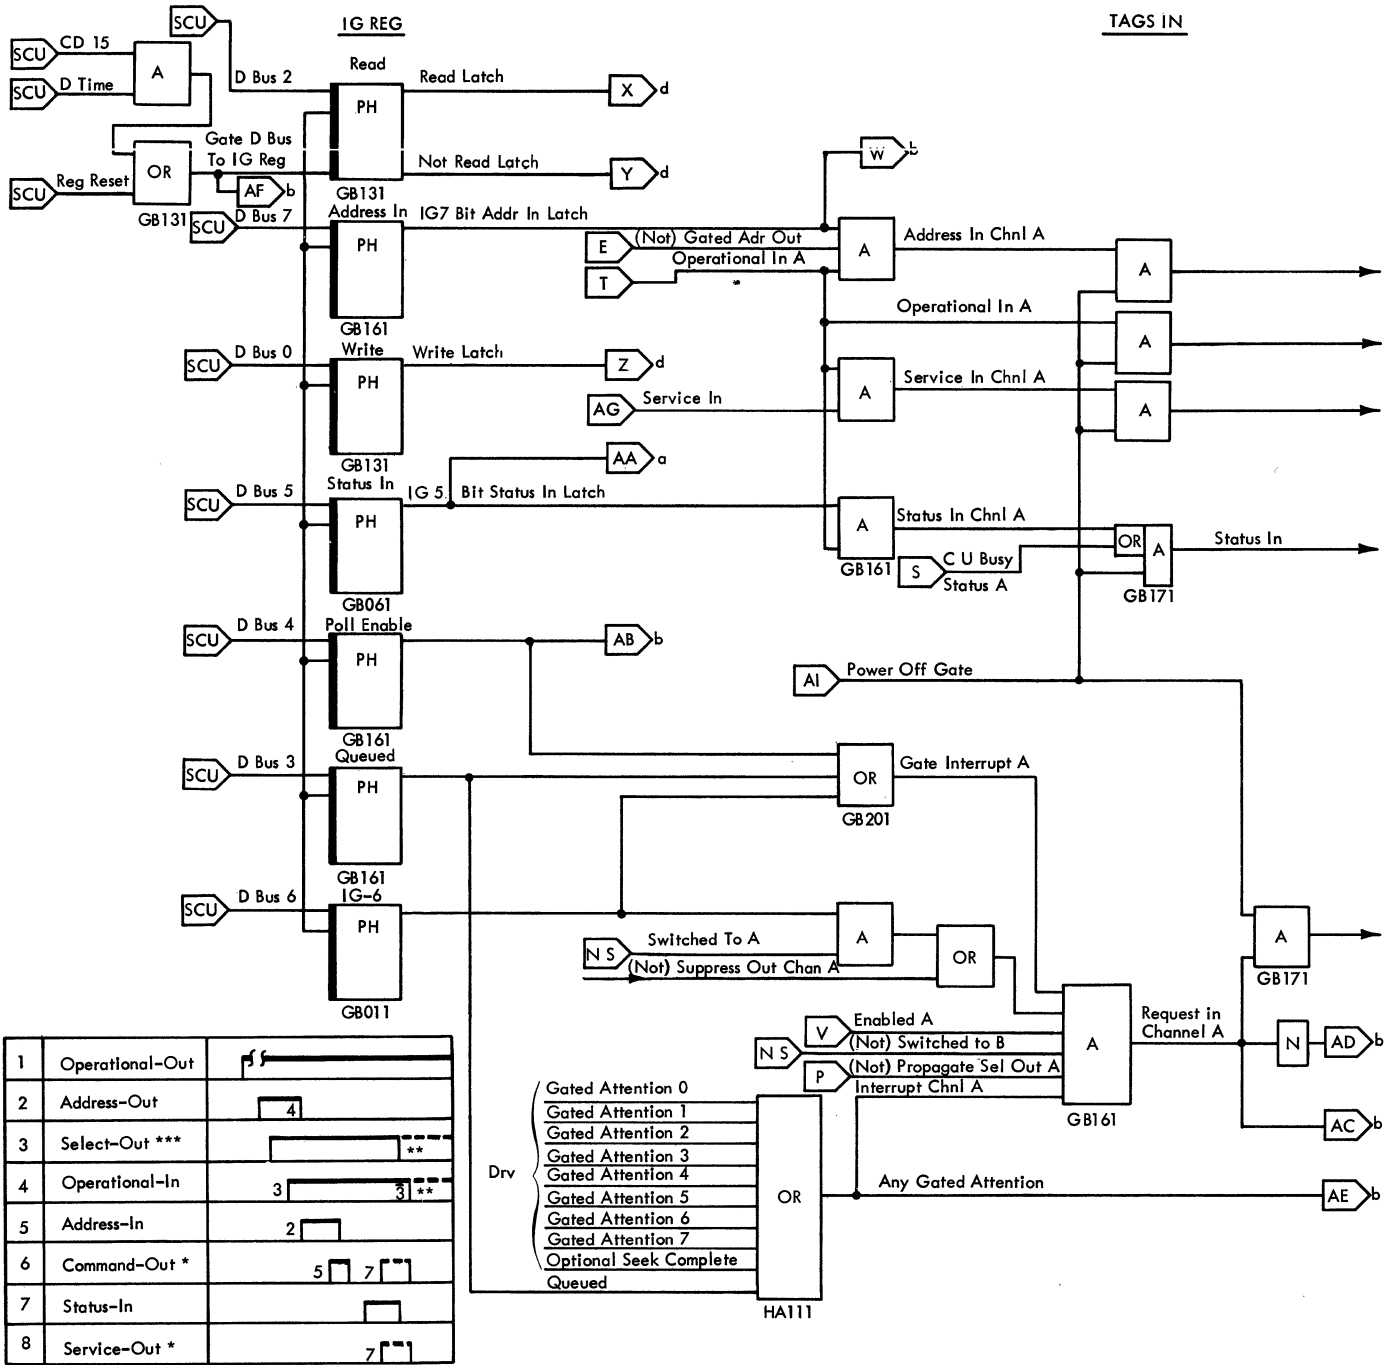 IG REG
TAGS IN
SCU
SCU
CD 15
A
SCU
D Time
D Bus 2
Read
PH
Read Latch
X
d
Gate D Bus
To IG Reg
OR
SCU
Reg Reset
GB131
AF
b
Not Read Latch
Y
d
GB131
W
b
SCU
D Bus 7
Address In
PH
IG7 Bit Addr In Latch
GB161
E
(Not) Gated Adr Out
T
Operational In A
A
Address In Chnl A
A
Operational In A
A
SCU
D Bus 0
Write
PH
Write Latch
Z
d
GB131
AG
Service In
A
Service In Chnl A
A
AA
a
SCU
D Bus 5
Status In
PH
IG 5 Bit Status In Latch
GB061
A
GB161
Status In Chnl A
S
C U Busy
Status A
OR
A
GB171
Status In
SCU
D Bus 4
Poll Enable
PH
GB161
AB
b
AI
Power Off Gate
SCU
D Bus 3
Queued
PH
GB161
OR
GB201
Gate Interrupt A
SCU
D Bus 6
IG-6
PH
GB011
N S
Switched To A
(Not) Suppress Out Chan A
A
OR
A
GB171
V
Enabled A
N S
(Not) Switched to B
P
(Not) Propagate Sel Out A
Interrupt Chnl A
A
GB161
Request in
Channel A
N
AD
b
AC
b
Drv
Gated Attention 0
Gated Attention 1
Gated Attention 2
Gated Attention 3
Gated Attention 4
Gated Attention 5
Gated Attention 6
Gated Attention 7
Optional Seek Complete
Queued
OR
HA111
Any Gated Attention
AE
b
1 Operational-Out
2 Address-Out 4
3 Select-Out *** **
4 Operational-In 3 3 **
5 Address-In 2
6 Command-Out * 5 7
7 Status-In
8 Service-Out * 7